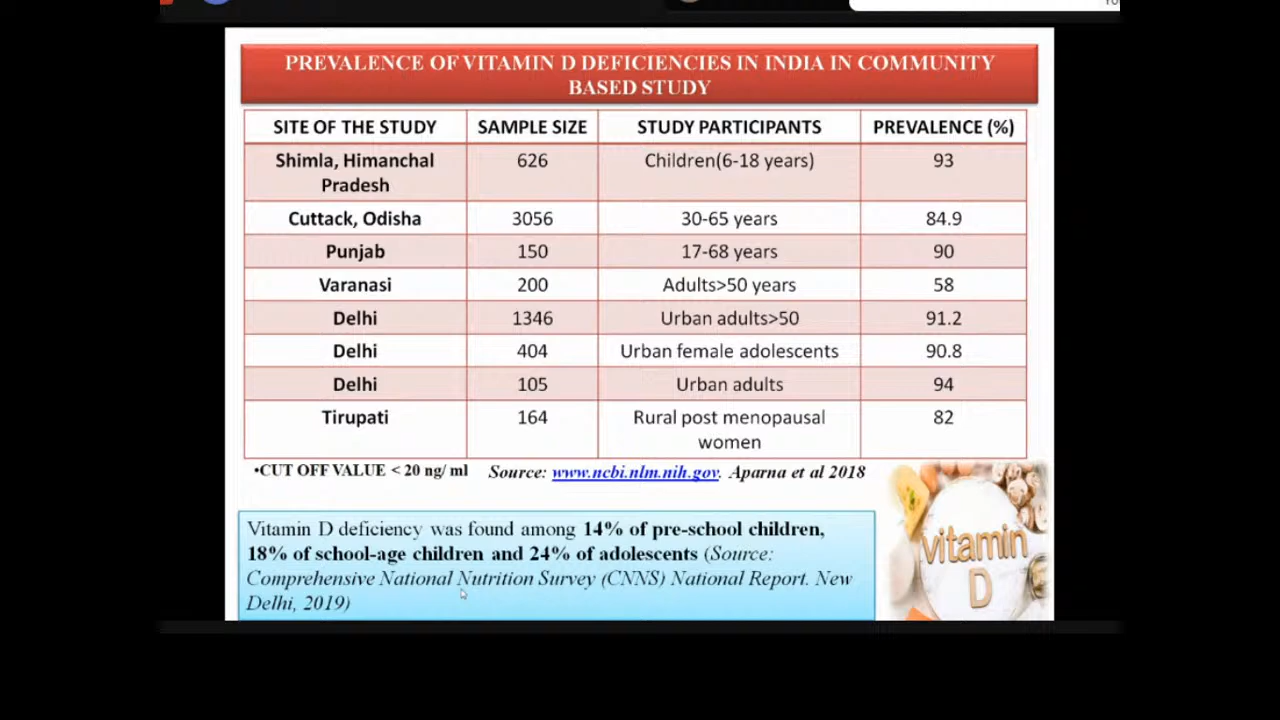 PREVALENCE OF VITAMIN D DEFICIENCIES IN INDIA IN COMMUNITY
BASED STUDY
SITE OF THE STUDY SAMPLE SIZE STUDY PARTICIPANTS PREVALENCE (%)
Shimla, Himanchal Pradesh 626 Children(6-18 years) 93
Cuttack, Odisha 3056 30-65 years 84.9
Punjab 150 17-68 years 90
Varanasi 200 Adults>50 years 58
Delhi 1346 Urban adults>50 91.2
Delhi 404 Urban female adolescents 90.8
Delhi 105 Urban adults 94
Tirupati 164 Rural post menopausal women 82
•CUT OFF VALUE < 20 ng/ ml Source: www.ncbi.nlm.nih.gov. Aparna et al 2018
Vitamin D deficiency was found among 14% of pre-school children,
18% of school-age children and 24% of adolescents (Source:
Comprehensive National Nutrition Survey (CNNS) National Report. New
Delhi, 2019)
vitamin
D